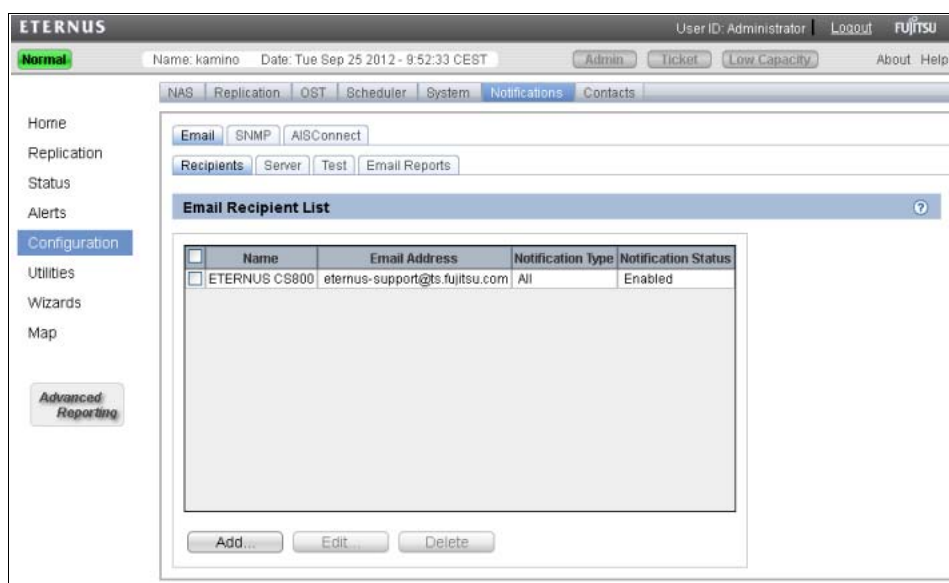 ETERNUS User ID: Administrator Logout FUJITSU
Normal Name: kamino Date: Tue Sep 25 2012 - 9:52:33 CEST Admin Ticket Low Capacity About Help
NAS Replication OST Scheduler System Notifications Contacts
Home
Replication
Status
Alerts
Configuration
Utilities
Wizards
Map
Advanced
Reporting
Email SNMP AISConnect
Recipients Server Test Email Reports
Email Recipient List ?
Name Email Address Notification Type Notification Status
ETERNUS CS800 eternus-support@ts.fujitsu.com All Enabled
Add... Edit... Delete